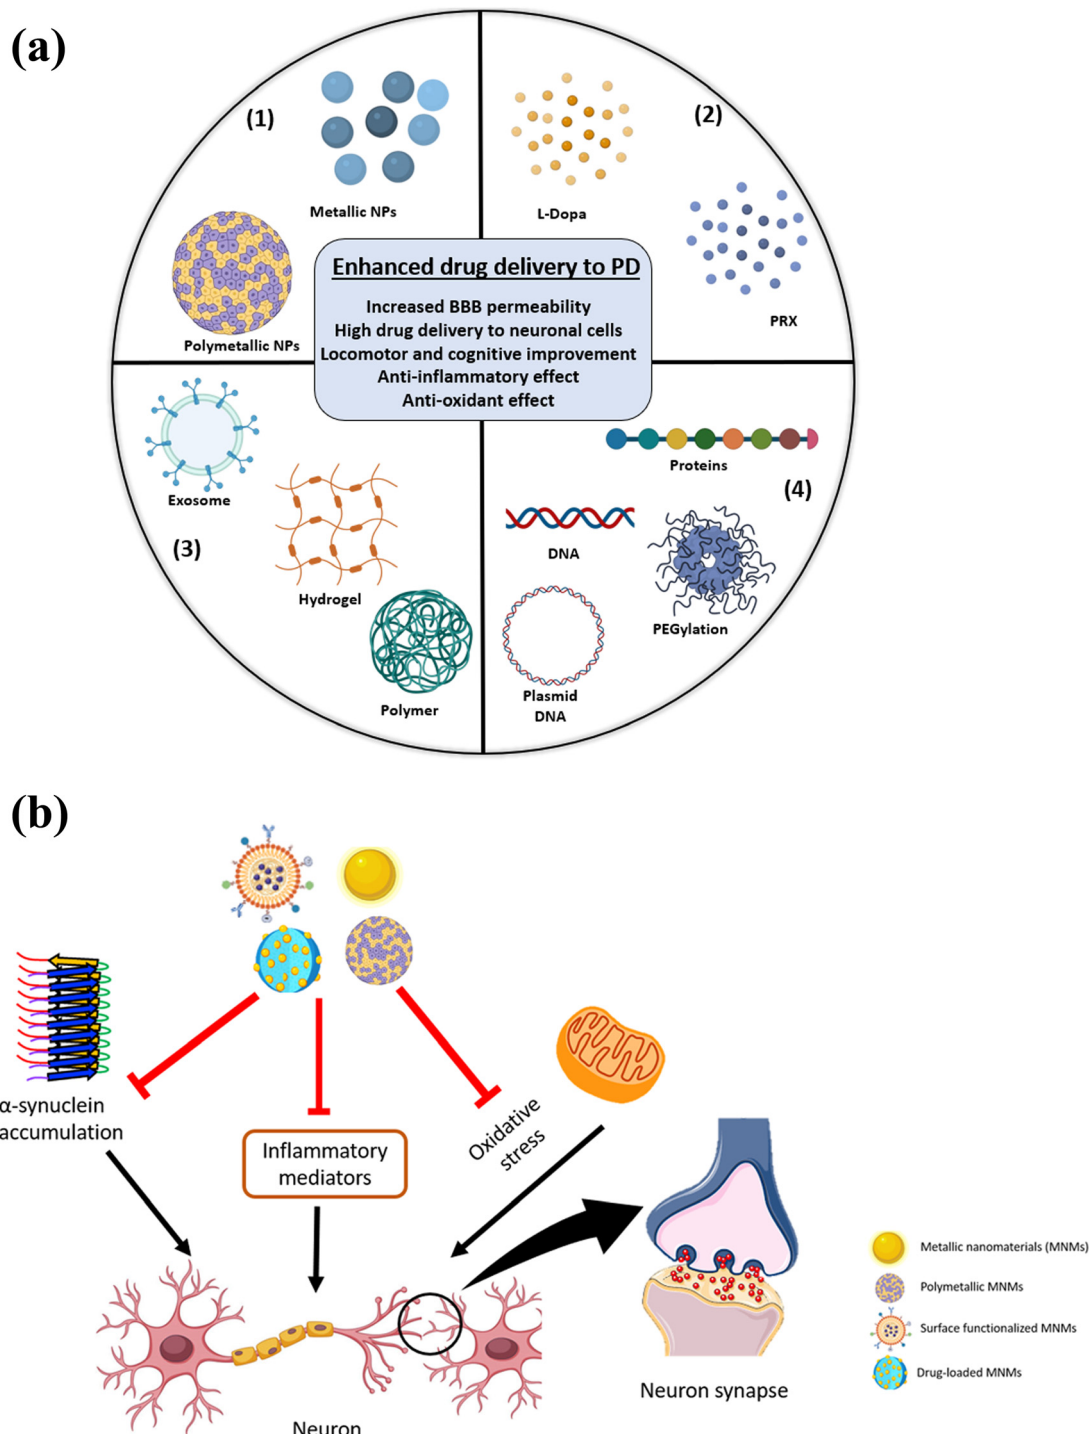 (a)
(1)
(2)
Metallic NPs
L-Dopa
Polymetallic NPs
PRX
Enhanced drug delivery to PD
Increased BBB permeability
High drug delivery to neuronal cells
Locomotor and cognitive improvement
Anti-inflammatory effect
Anti-oxidant effect
Exosome
(3)
Hydrogel
Polymer
Proteins
(4)
DNA
PEGylation
Plasmid
DNA
(b)
α-synuclein
accumulation
Inflammatory
mediators
Oxidative
stress
Neuron
Neuron synapse
Metallic nanomaterials (MNMs)
Polymetallic MNMs
Surface functionalized MNMs
Drug-loaded MNMs